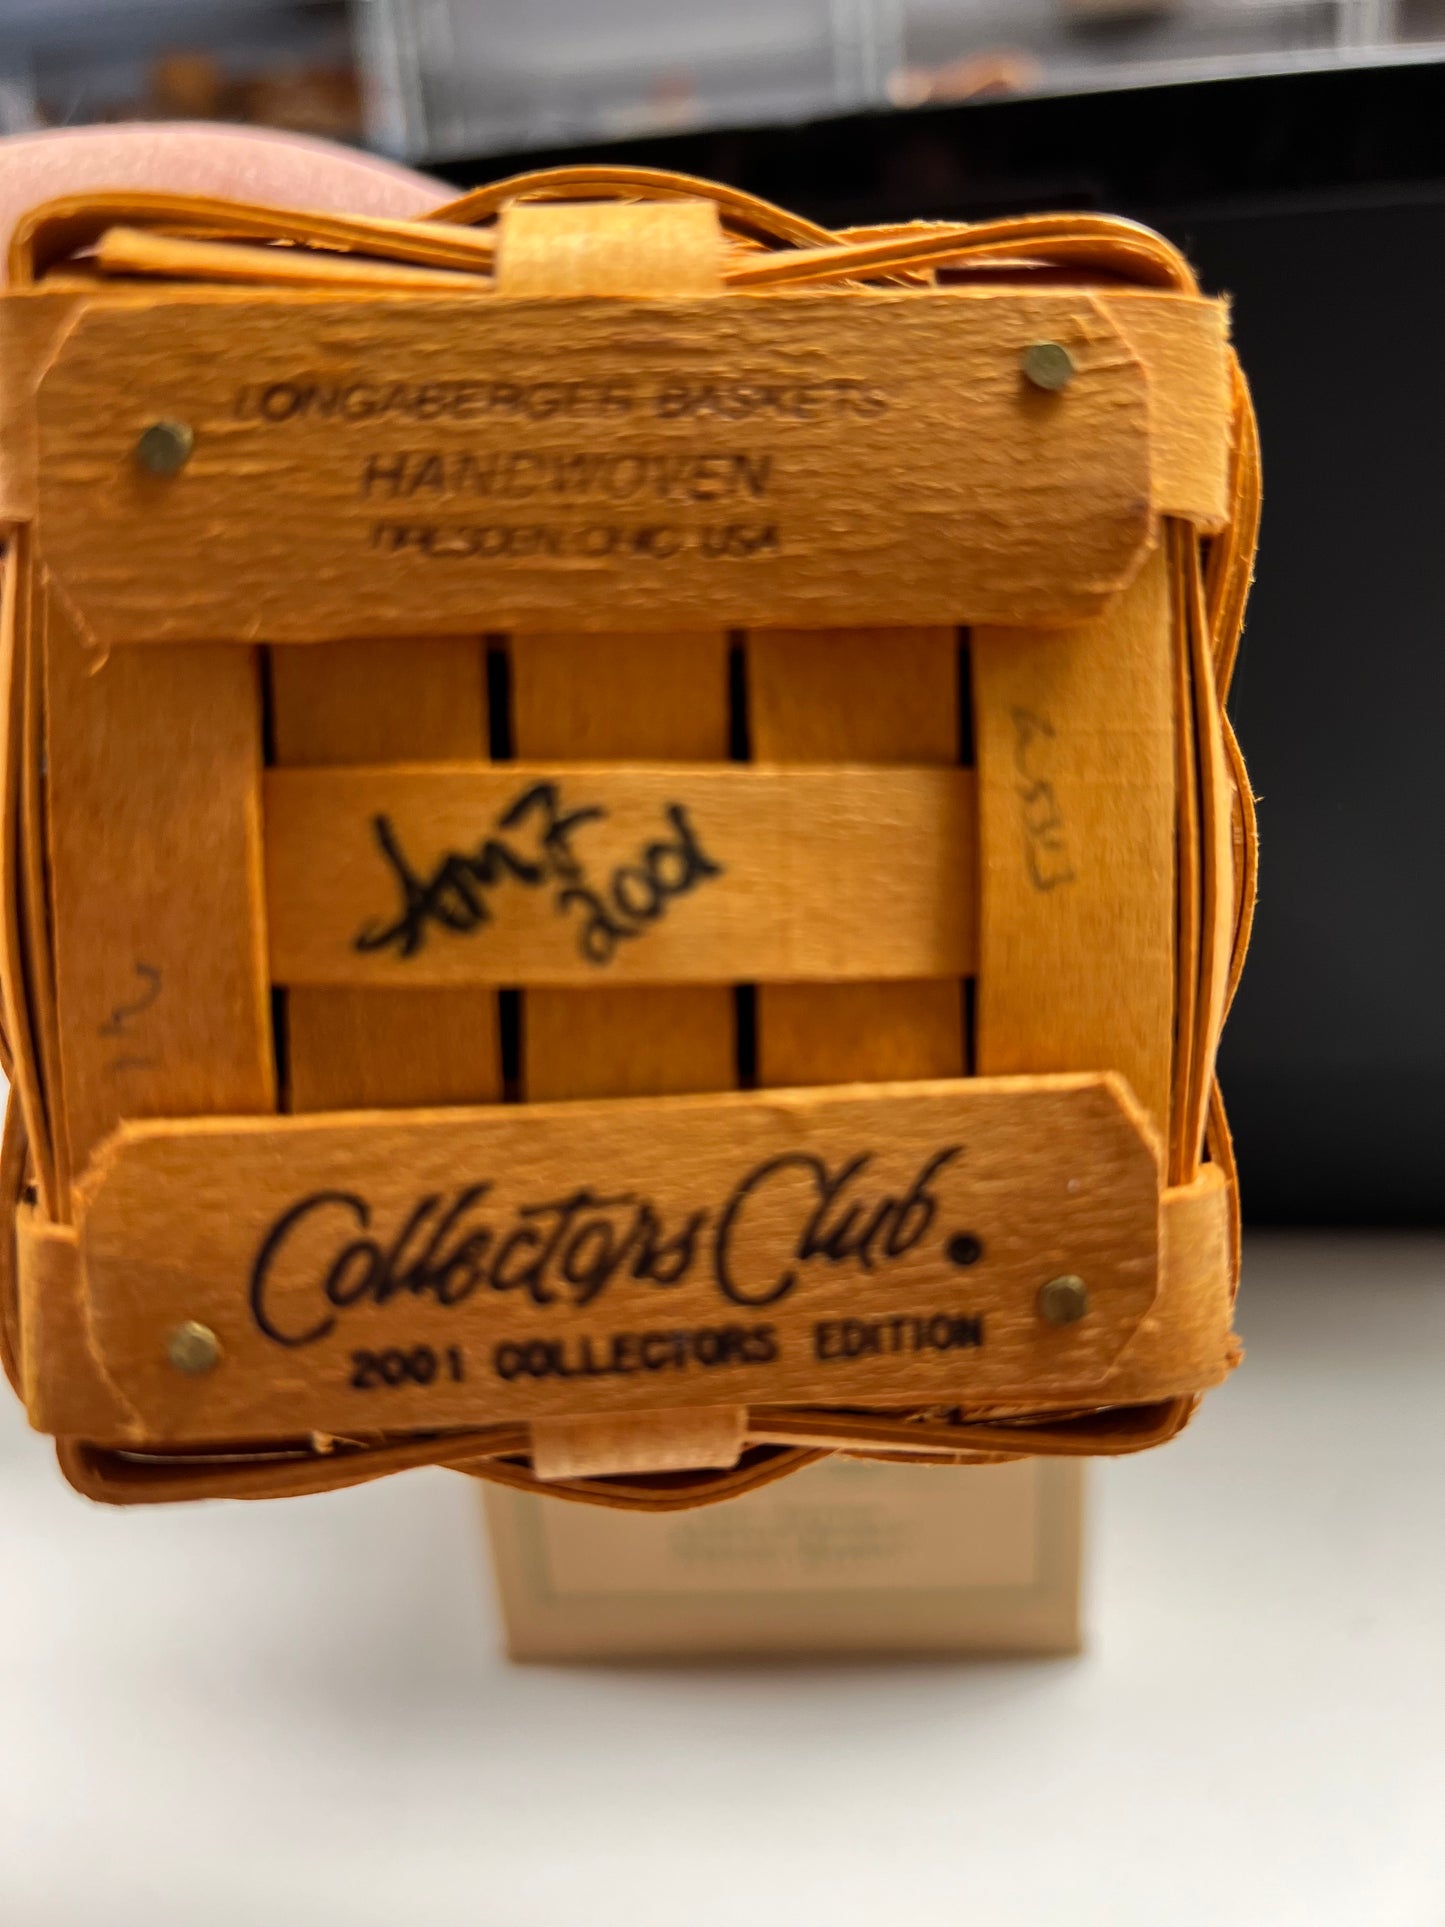 LONGABERGER BASKETS
HANDWOVEN
DRESDEN, OHIO USA
2001
Collectors Club®
2001 COLLECTORS EDITION